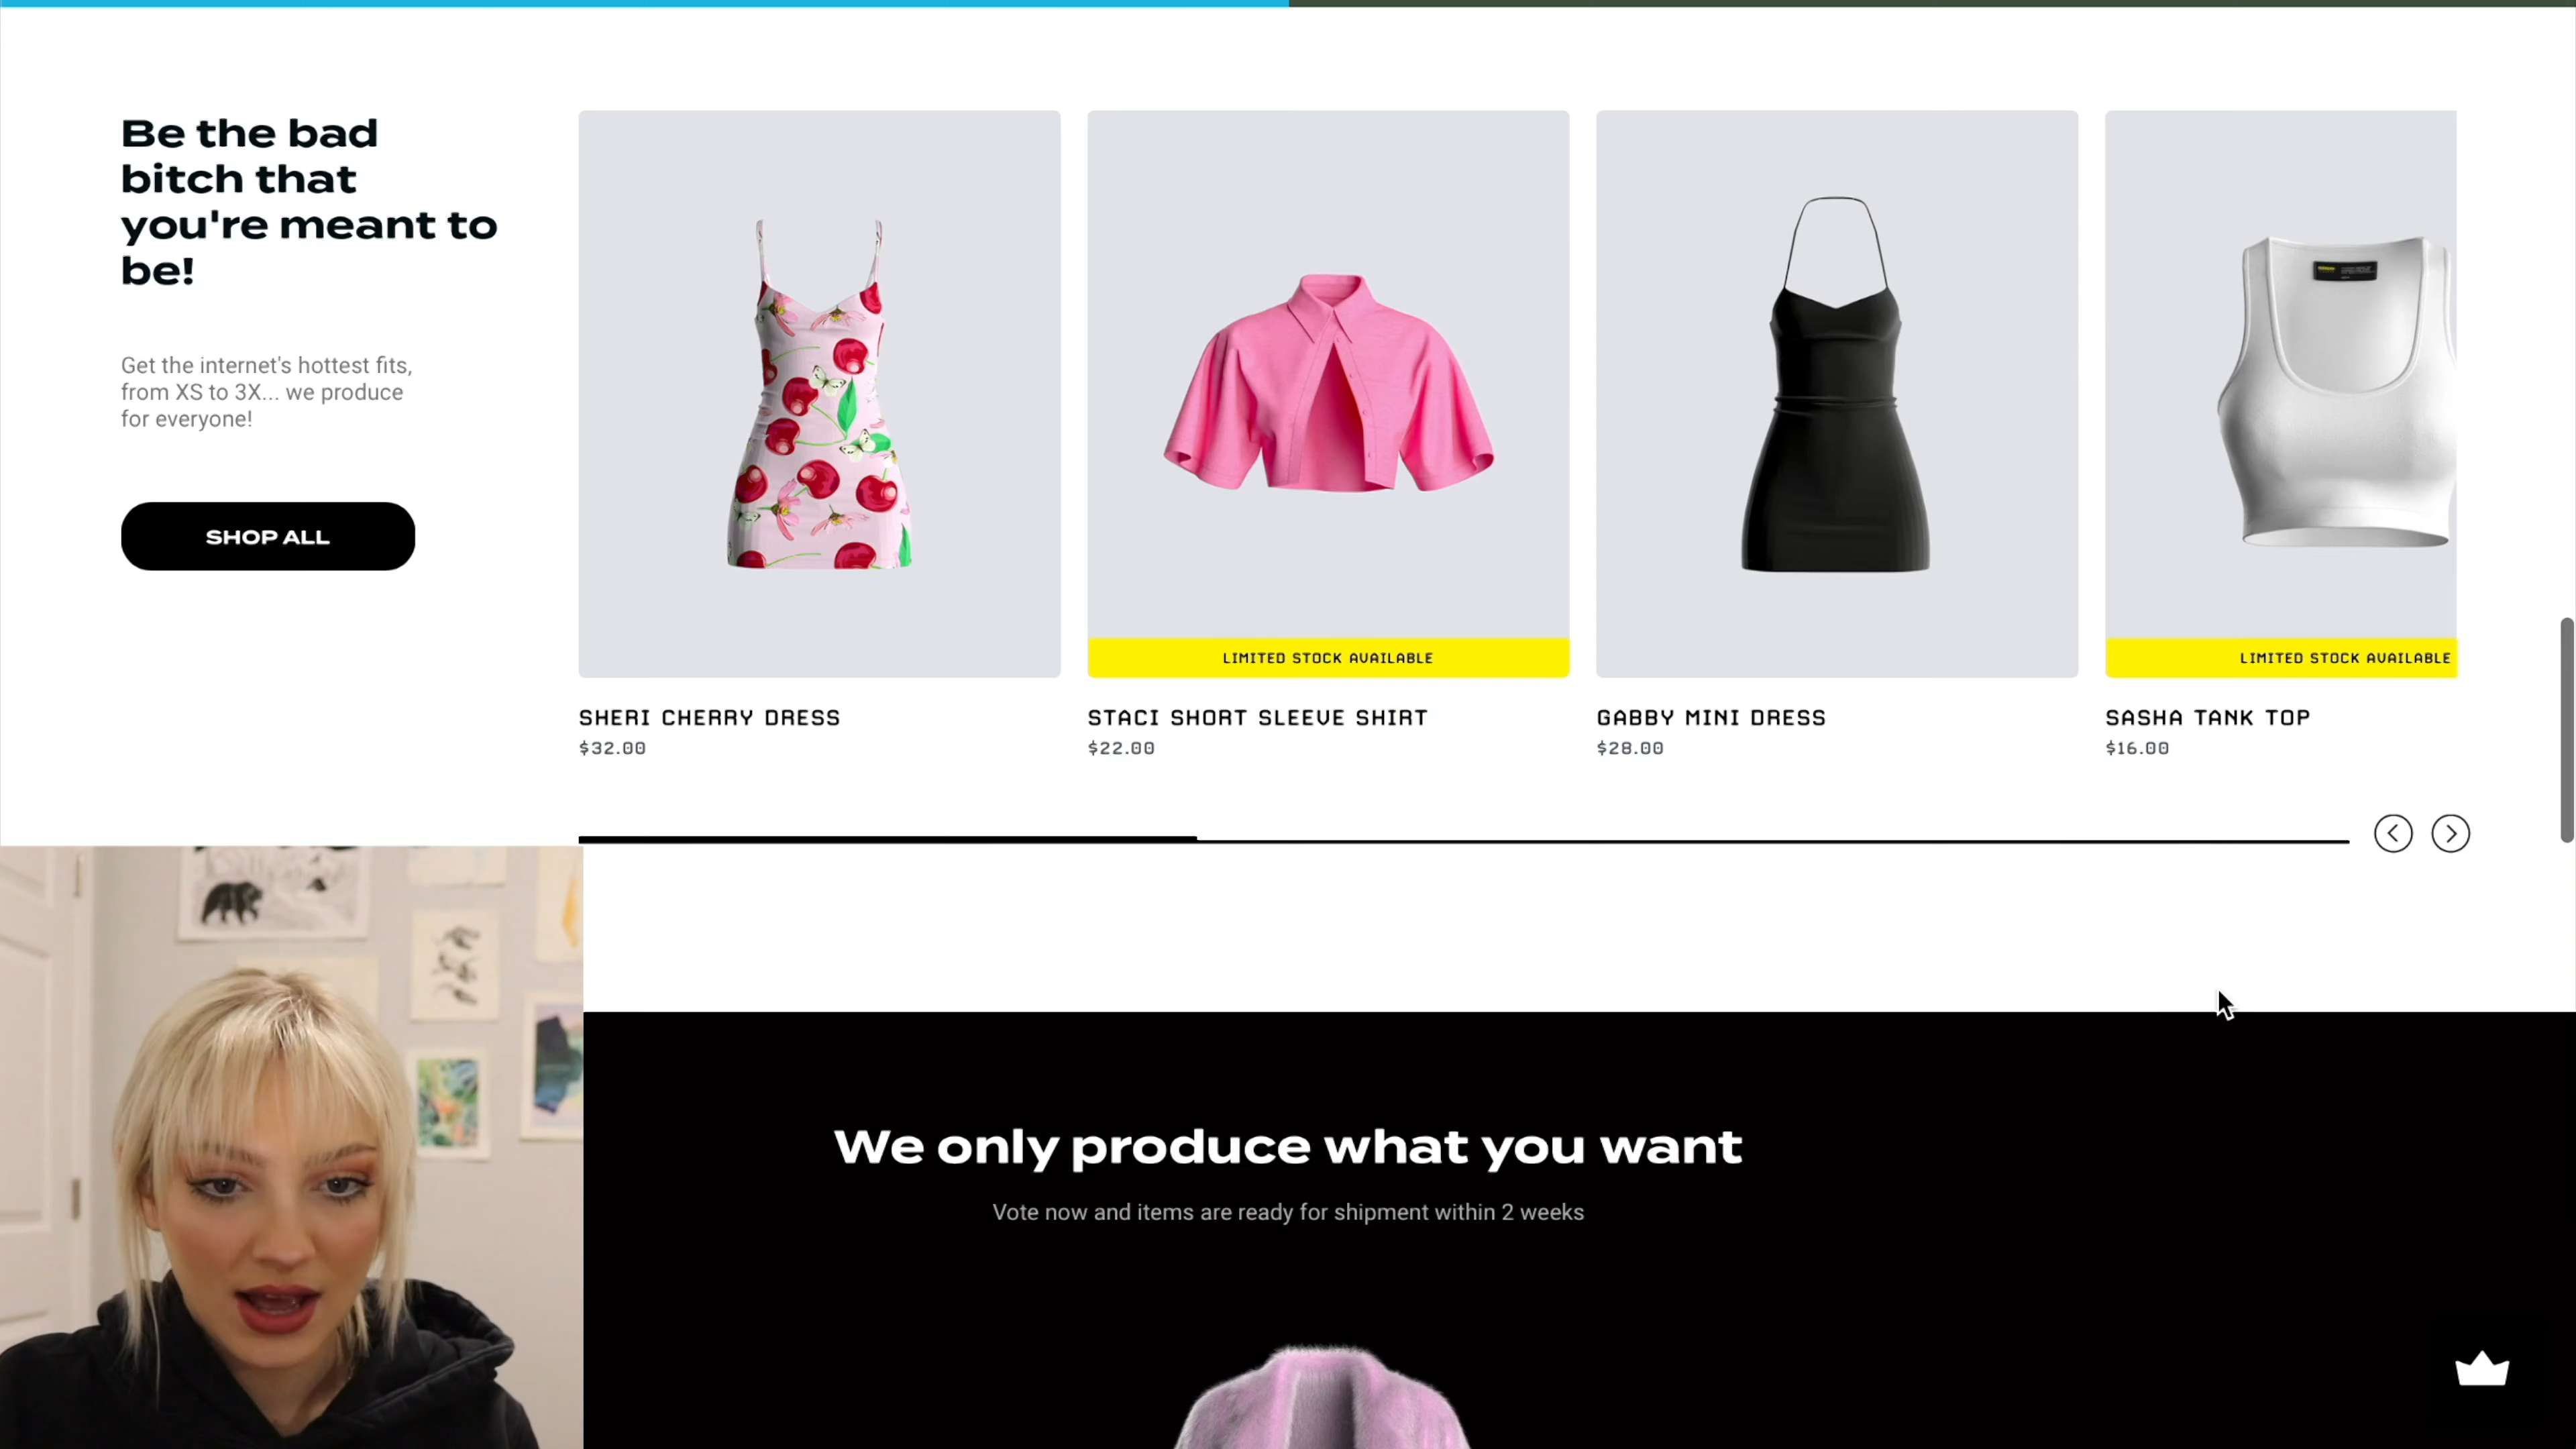 Be the bad
bitch that
you're meant to
be!
Get the internet's hottest fits,
from XS to 3X... we produce
for everyone!
SHOP ALL
LIMITED STOCK AVAILABLE
LIMITED STOCK AVAILABLE
SHERI CHERRY DRESS
$32.00
STACI SHORT SLEEVE SHIRT
$22.00
GABBY MINI DRESS
$28.00
SASHA TANK TOP
$16.00
We only produce what you want
Vote now and items are ready for shipment within 2 weeks